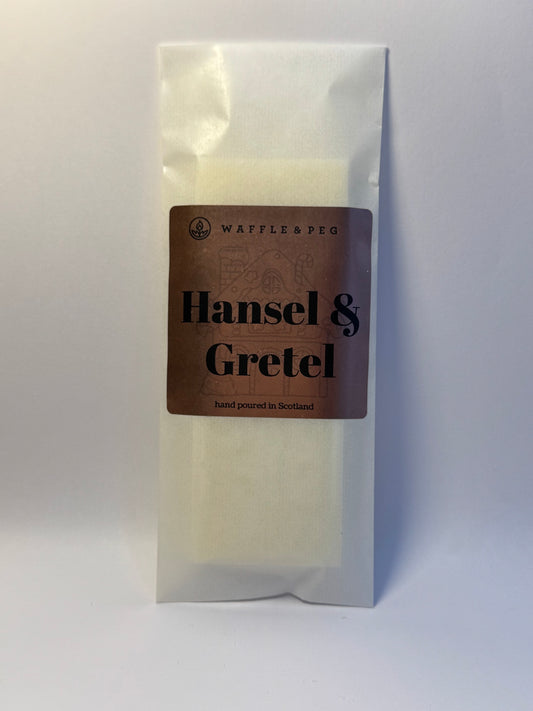 WAFFLE & PEG
Hansel &
Gretel
hand poured in Scotland